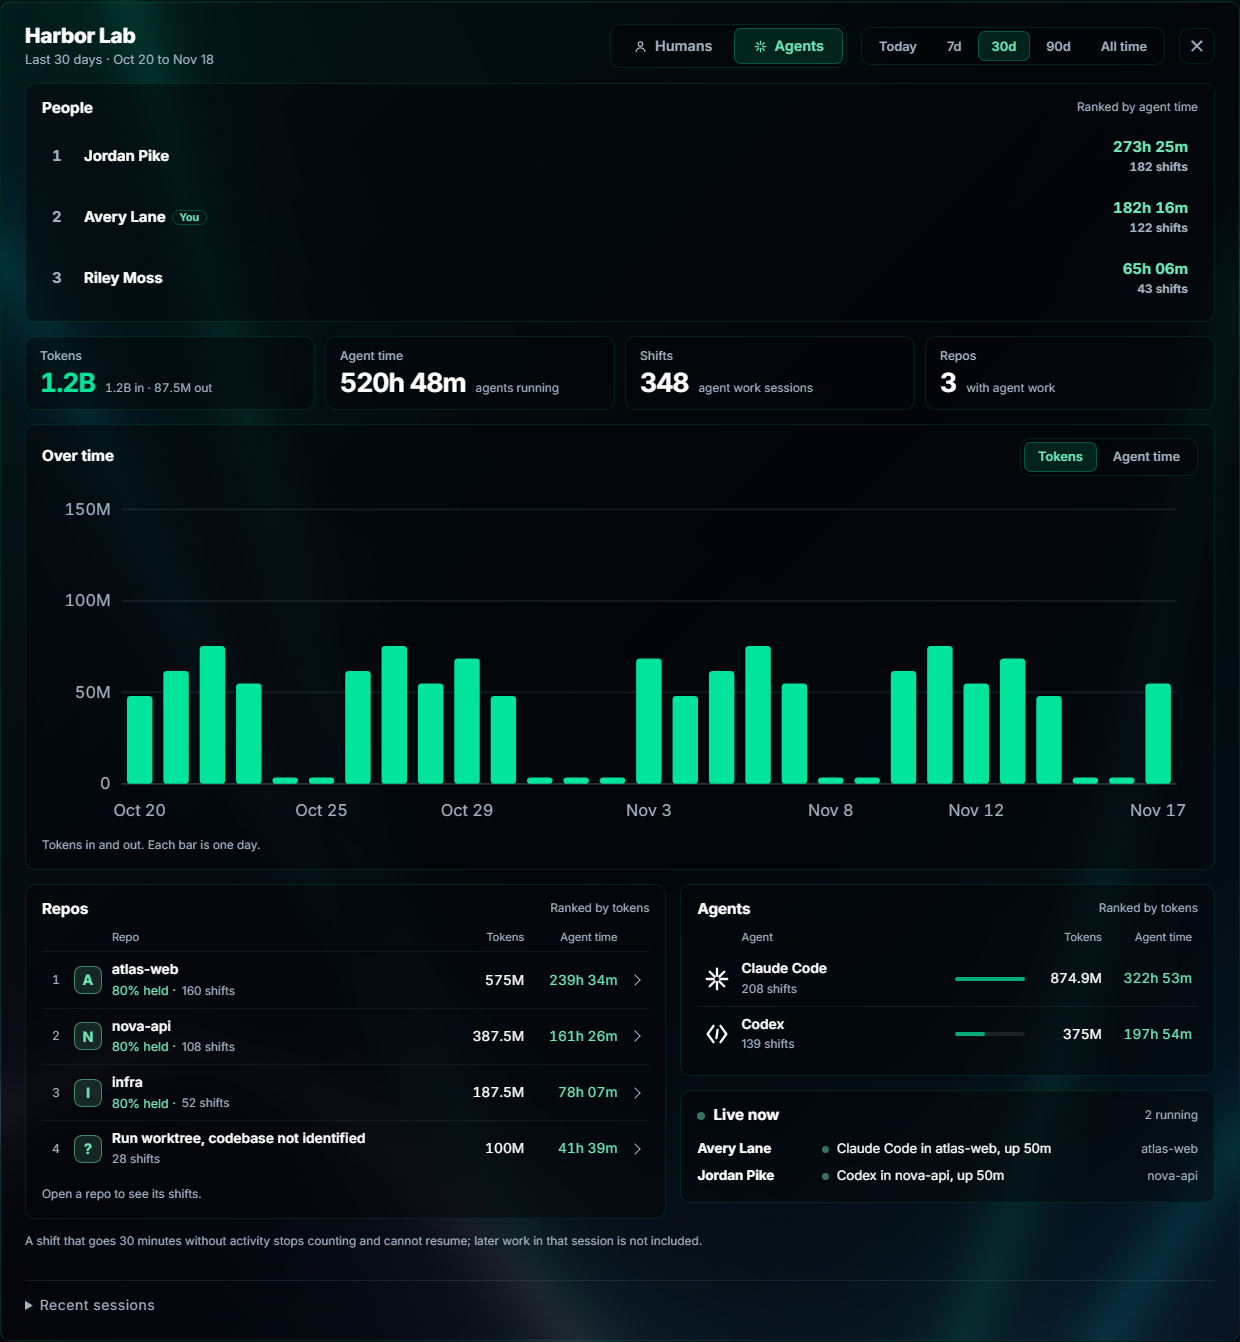 Harbor Lab
Last 30 days · Oct 20 to Nov 18
Humans
Agents
Today
7d
30d
90d
All time
People
Ranked by agent time
1
Jordan Pike
273h 25m
182 shifts
2
Avery Lane
You
182h 16m
122 shifts
3
Riley Moss
65h 06m
43 shifts
Tokens
1.2B 1.2B in · 87.5M out
Agent time
520h 48m agents running
Shifts
348 agent work sessions
Repos
3 with agent work
Over time
Tokens
Agent time
150M
100M
50M
0
Oct 20
Oct 25
Oct 29
Nov 3
Nov 8
Nov 12
Nov 17
Tokens in and out. Each bar is one day.
Repos
Ranked by tokens
Repo
Tokens
Agent time
1
A
atlas-web
80% held · 160 shifts
575M
239h 34m
2
N
nova-api
80% held · 108 shifts
387.5M
161h 26m
3
I
infra
80% held · 52 shifts
187.5M
78h 07m
4
?
Run worktree, codebase not identified
28 shifts
100M
41h 39m
Open a repo to see its shifts.
Agents
Ranked by tokens
Agent
Tokens
Agent time
Claude Code
208 shifts
874.9M
322h 53m
Codex
139 shifts
375M
197h 54m
Live now
2 running
Avery Lane
Claude Code in atlas-web, up 50m
atlas-web
Jordan Pike
Codex in nova-api, up 50m
nova-api
A shift that goes 30 minutes without activity stops counting and cannot resume; later work in that session is not included.
Recent sessions